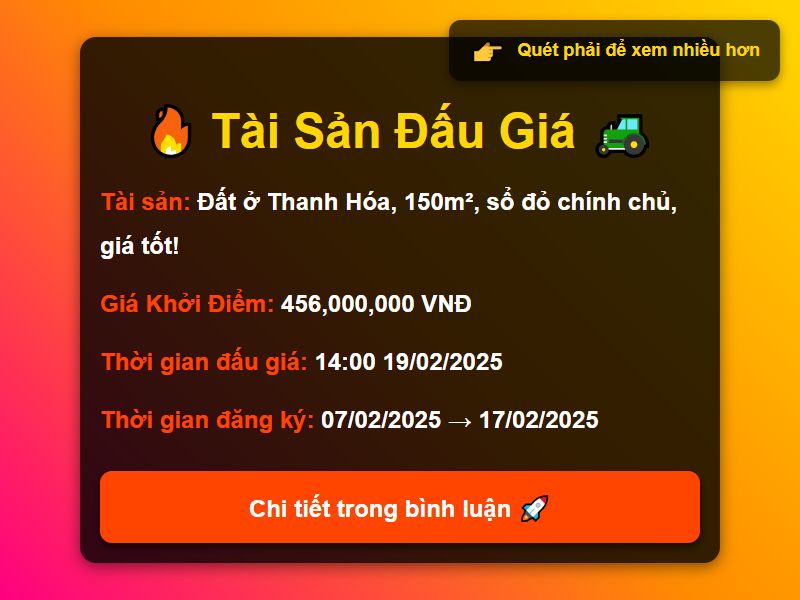 👉 Quét phải để xem nhiều hơn
🔥 Tài Sản Đấu Giá 🚜
Tài sản: Đất ở Thanh Hóa, 150m², sổ đỏ chính chủ,
giá tốt!
Giá Khởi Điểm: 456,000,000 VNĐ
Thời gian đấu giá: 14:00 19/02/2025
Thời gian đăng ký: 07/02/2025 → 17/02/2025
Chi tiết trong bình luận 🚀